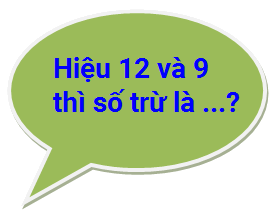 Hiệu 12 và 9
thì số trừ là ...?